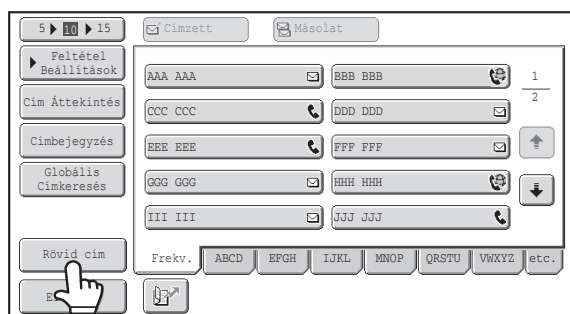 5 10 15
Címzett
Másolat
Feltétel
Beállítások
Cím Áttekintés
Címbejegyzés
Globális
Címkeresés
Rövid cím
AAA AAA
BBB BBB
CCC CCC
DDD DDD
EEE EEE
FFF FFF
GGG GGG
HHH HHH
III III
JJJ JJJ
1
2
Frekv.
ABCD
EFGH
IJKL
MNOP
QRSTU
VWXYZ
etc.